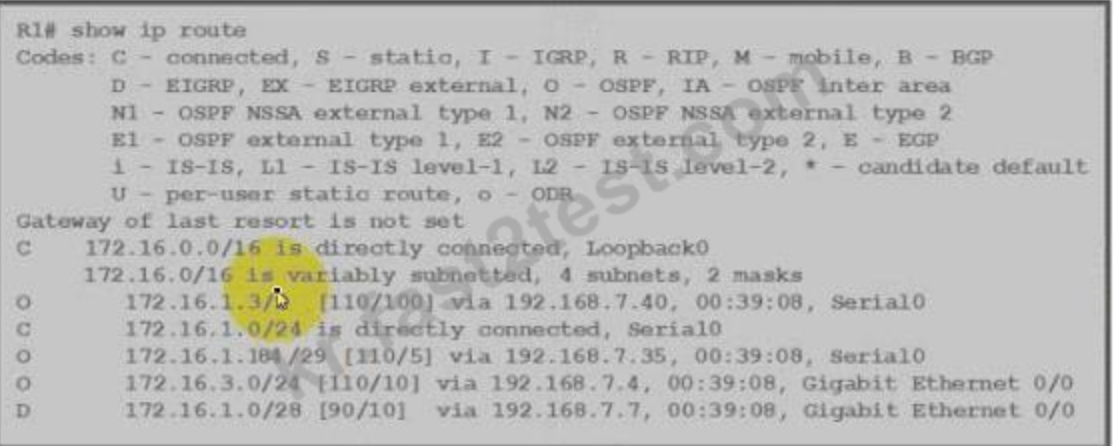 R1# show ip route
Codes: C - connected, S - static, I - IGRP, R - RIP, M - mobile, B - BGP
D - EIGRP, EX - EIGRP external, O - OSPF, IA - OSPF inter area
N1 - OSPF NSSA external type 1, N2 - OSPF NSSA external type 2
E1 - OSPF external type 1, E2 - OSPF external type 2, E - EGP
i - IS-IS, L1 - IS-IS level-1, L2 - IS-IS level-2, * - candidate default
U - per-user static route, o - ODR
Gateway of last resort is not set
C 172.16.0.0/16 is directly connected, Loopback0
172.16.0/16 is variably subnetted, 4 subnets, 2 masks
O [110/100] via 192.168.7.40, 00:39:08, Serial0
C 172.16.1.0/24 is directly connected, Serial0
O 172.16.1.184/29 [110/5] via 192.168.7.35, 00:39:08, Serial0
O 172.16.3.0/24 [110/10] via 192.168.7.4, 00:39:08, Gigabit Ethernet 0/0
D 172.16.1.0/28 [90/10] via 192.168.7.7, 00:39:08, Gigabit Ethernet 0/0
kr.fast2test.com